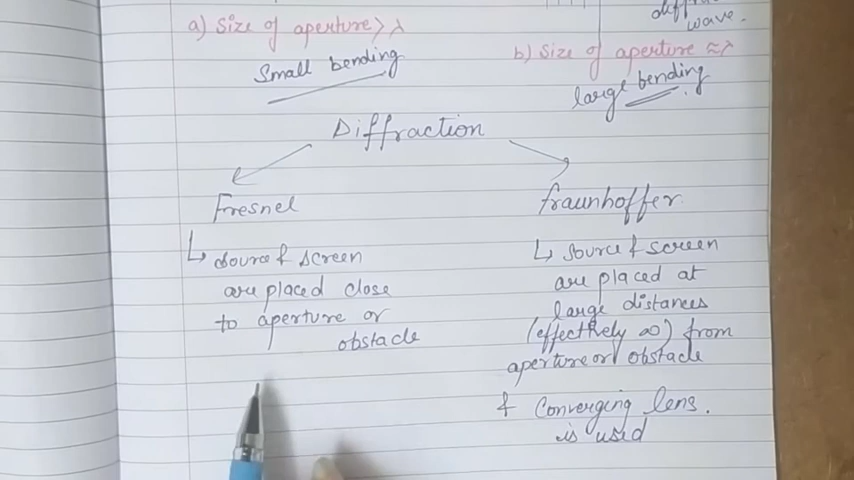 a) Size of aperture > λ
Small bending
diff
wave.
b) Size of aperture ≈ λ
large bending
Diffraction
Fresnel
↳ source & screen
are placed close
to aperture or
obstacle
fraunhoffer.
↳ source & screen
are placed at
large distances
(effectively ∞) from
aperture or obstacle
& Converging lens.
is used